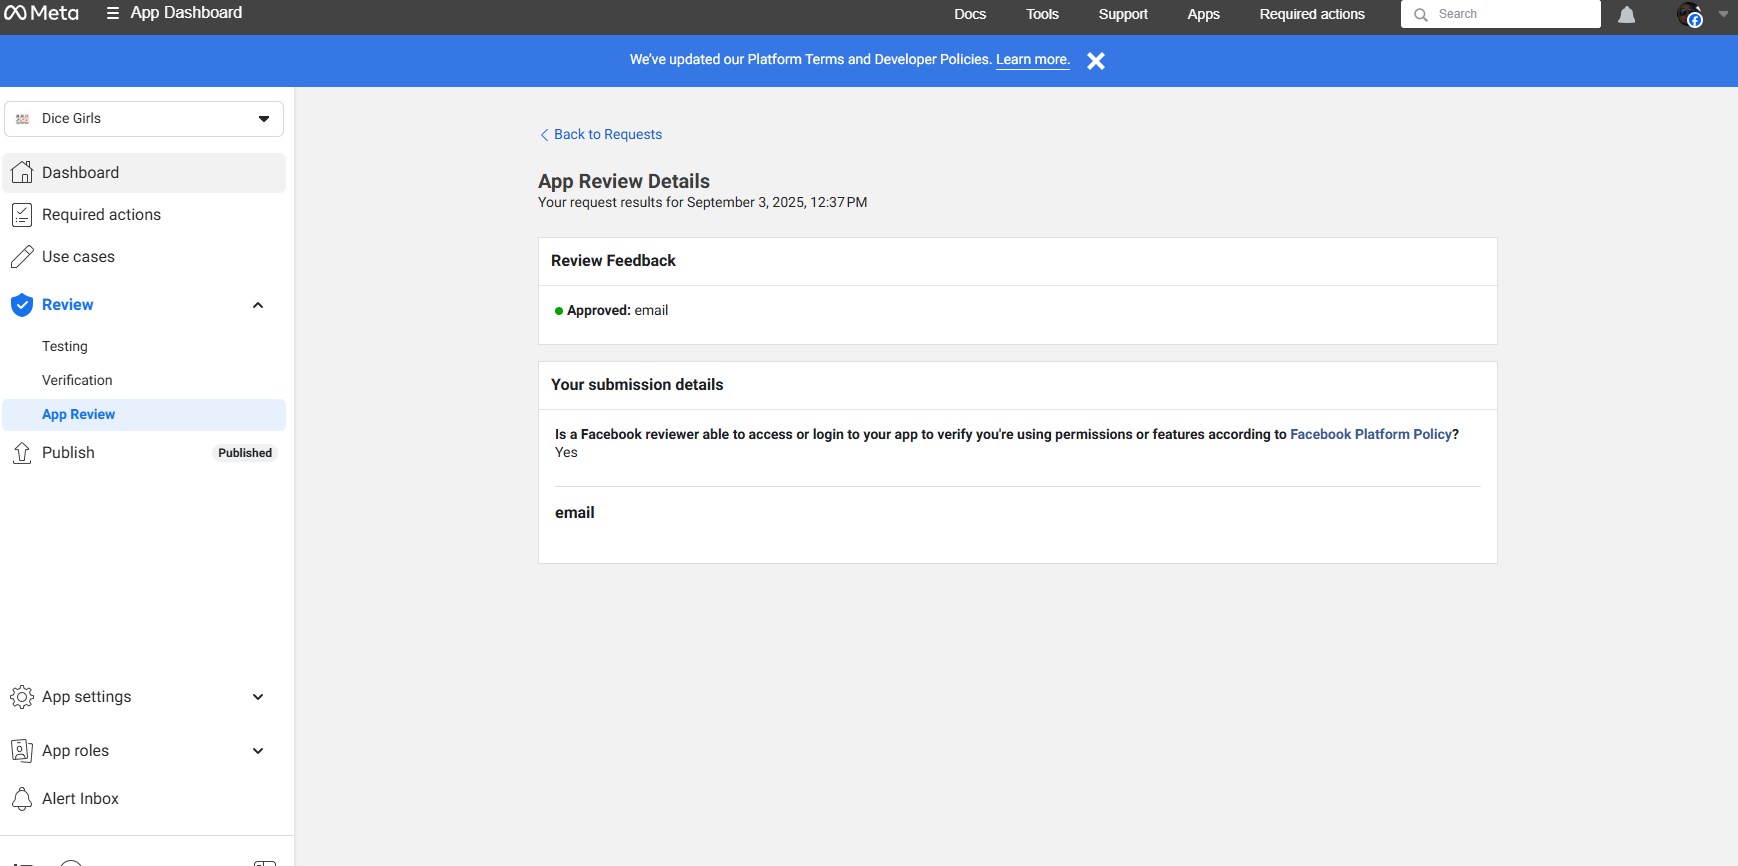 Meta
App Dashboard
Docs
Tools
Support
Apps
Required actions
Search
We've updated our Platform Terms and Developer Policies. Learn more.
Dice Girls
Dashboard
Required actions
Use cases
Review
Testing
Verification
App Review
Publish
Published
App settings
App roles
Alert Inbox
Back to Requests
App Review Details
Your request results for September 3, 2025, 12:37 PM
Review Feedback
Approved: email
Your submission details
Is a Facebook reviewer able to access or login to your app to verify you're using permissions or features according to Facebook Platform Policy?
Yes
email